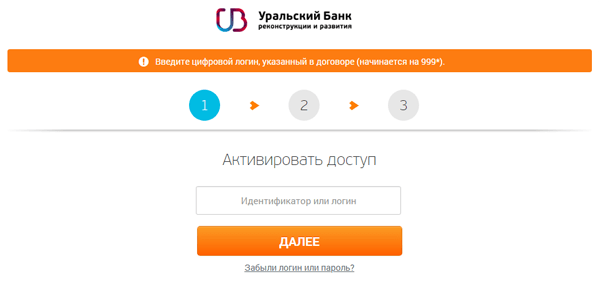 UB
Уральский Банк
реконструкции и развития
Введите цифровой логин, указанный в договоре (начинается на 999*).
1
2
3
Активировать доступ
Идентификатор или логин
ДАЛЕЕ
Забыли логин или пароль?